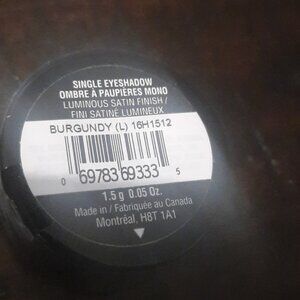 SINGLE EYESHADOW
OMBRE À PAUPIÈRES MONO
LUMINOUS SATIN FINISH /
FINI SATINÉ LUMINEUX
BURGUNDY (L) 16H1512
0 69783 69333 5
1.5 g 0.05 Oz.
Made in / Fabriquée au Canada
Montréal, H8T 1A1